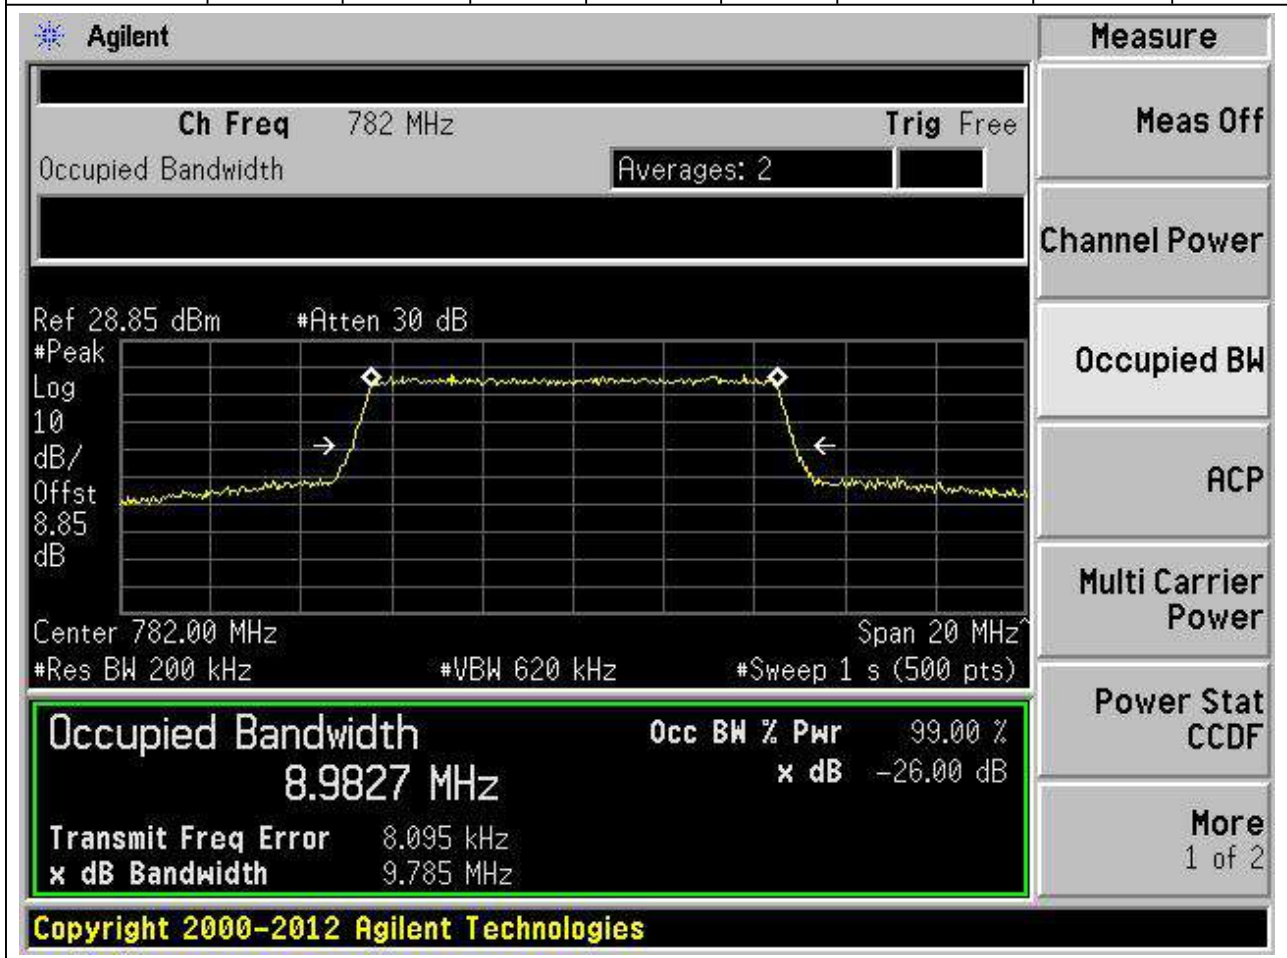 Agilent
Measure
Ch Freq 782 MHz Trig Free
Meas Off
Occupied Bandwidth Averages: 2
Channel Power
Ref 28.85 dBm #Atten 30 dB
#Peak
Log
10
dB/
Offst
8.85
dB
Occupied BW
ACP
Center 782.00 MHz Span 20 MHz^
#Res BW 200 kHz #VBW 620 kHz #Sweep 1 s (500 pts)
Multi Carrier
Power
Occupied Bandwidth Occ BW % Pwr 99.00 %
8.9827 MHz x dB -26.00 dB
Power Stat
CCDF
Transmit Freq Error 8.095 kHz
x dB Bandwidth 9.785 MHz
More
1 of 2
Copyright 2000-2012 Agilent Technologies